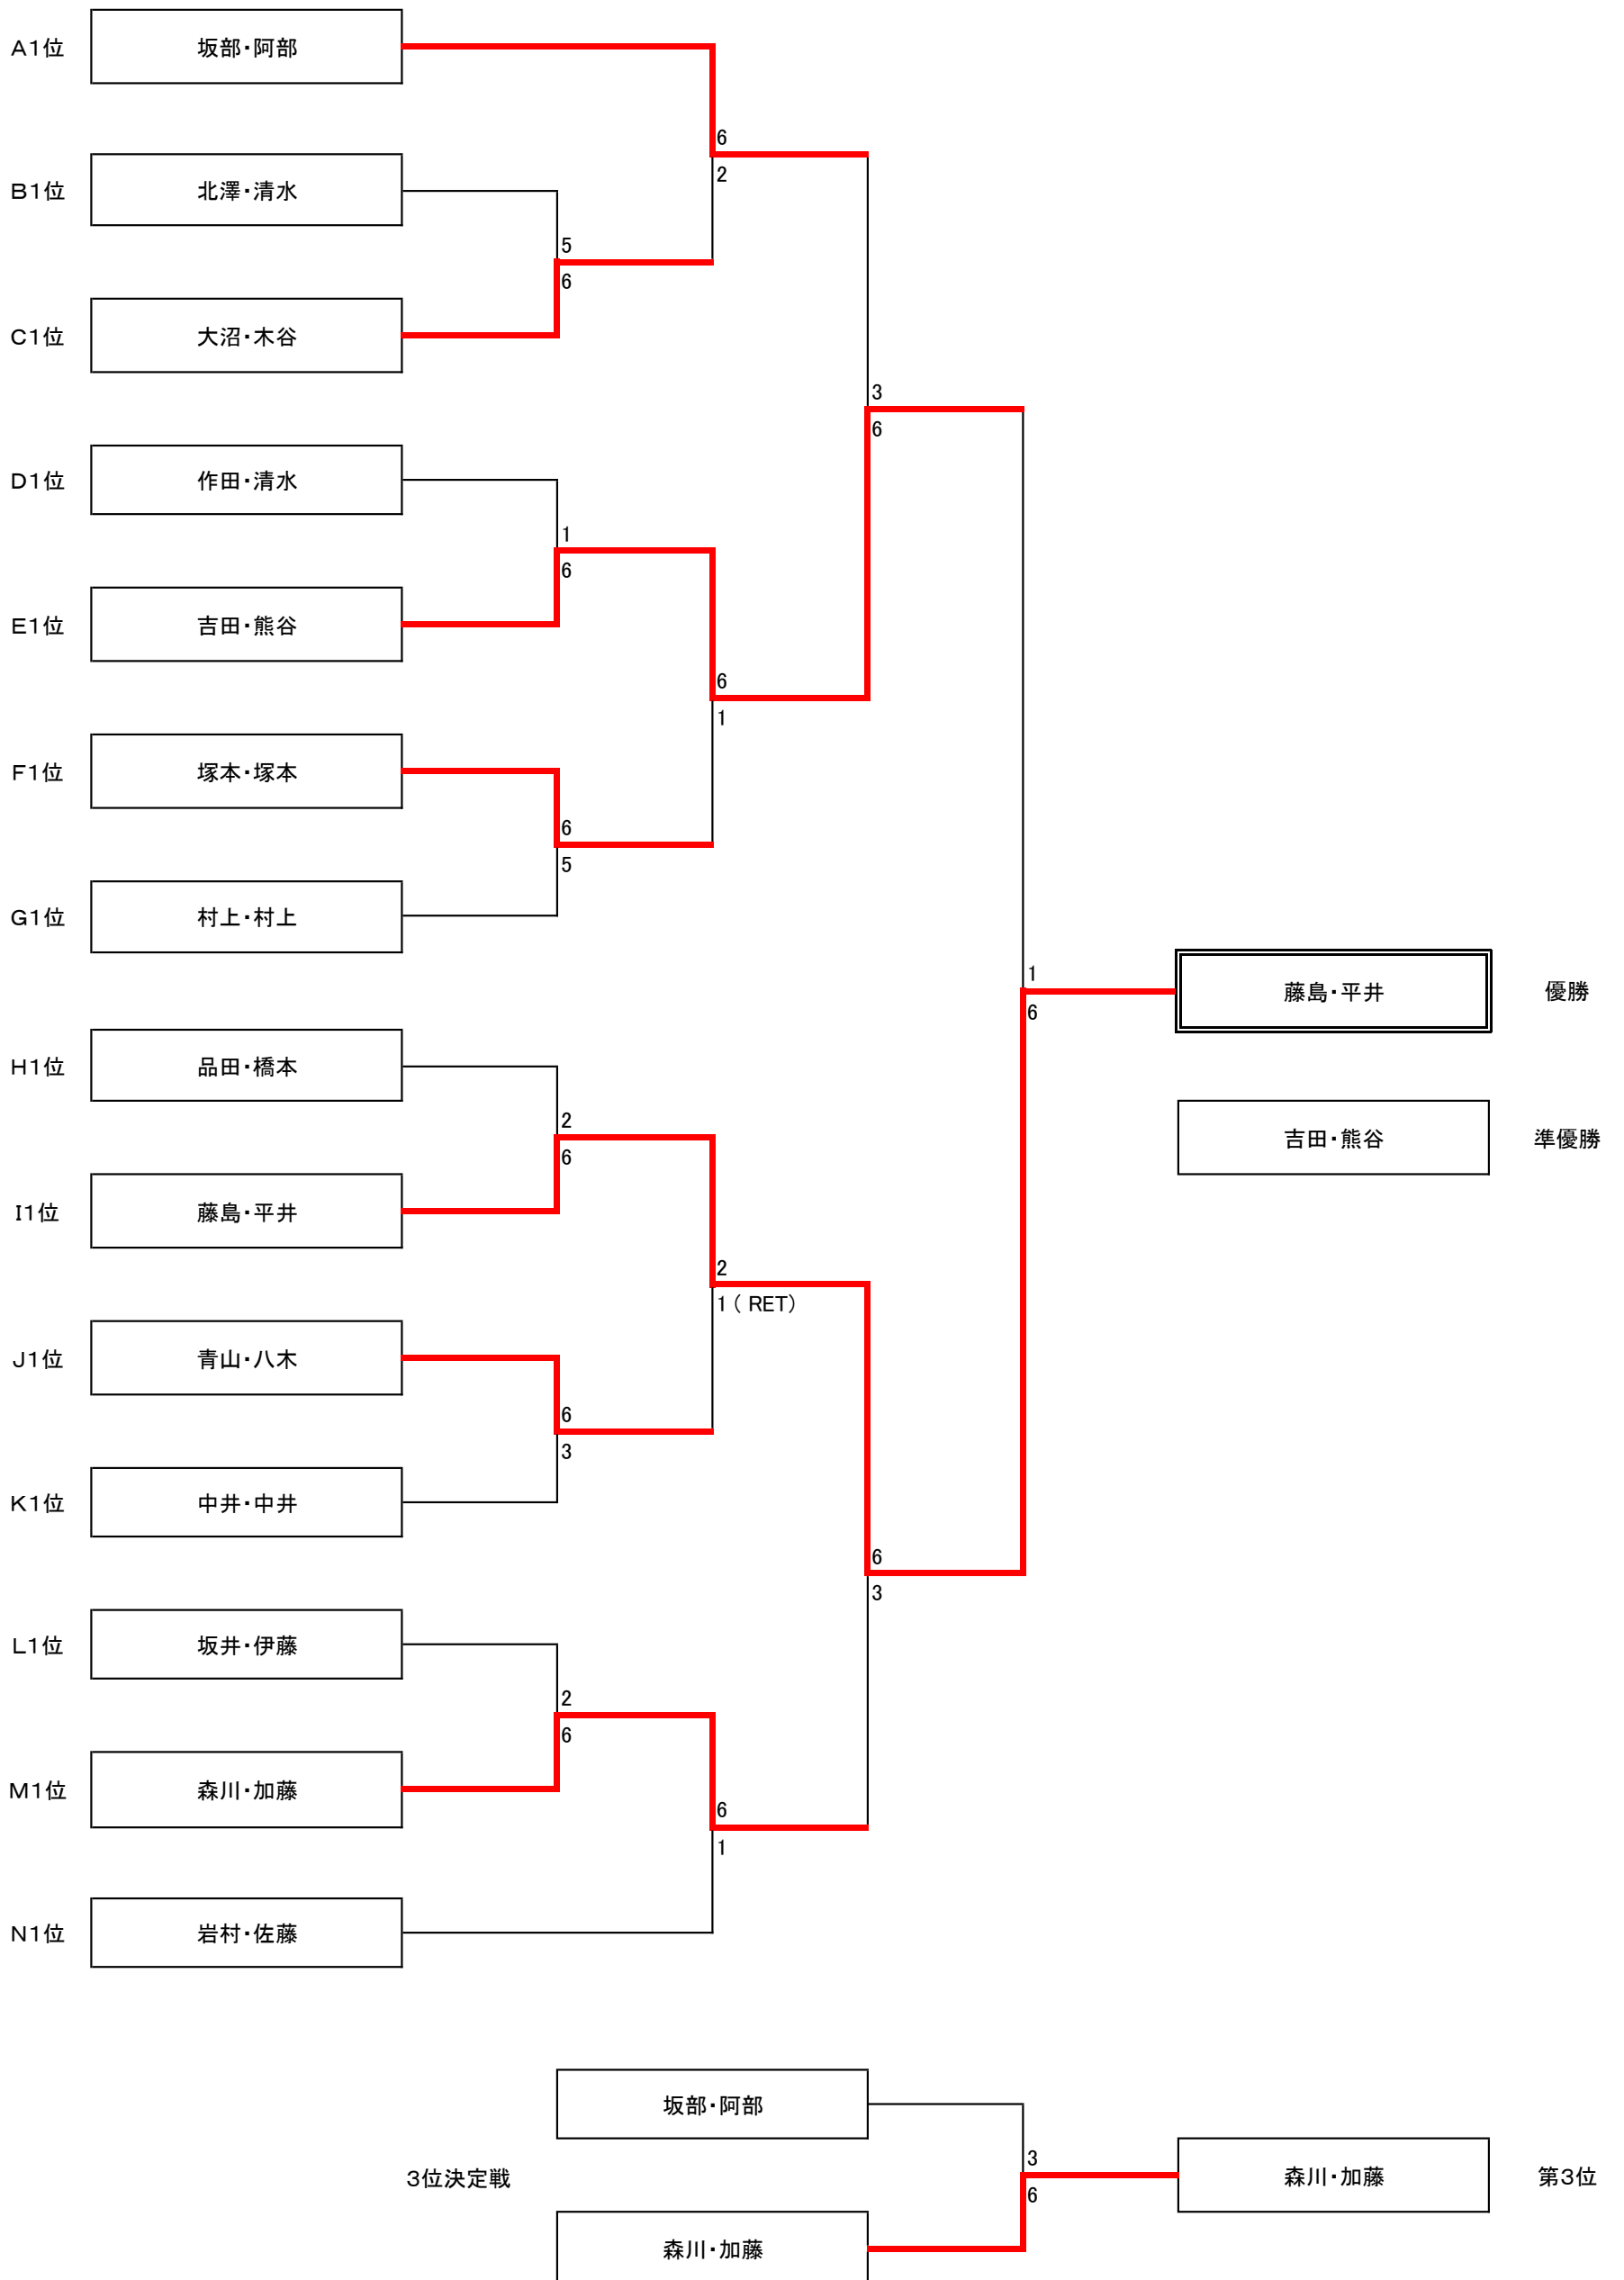 A1位 坂部・阿部
6
2
B1位 北澤・清水
5
6
C1位 大沼・木谷
3
6
D1位 作田・清水
1
6
E1位 吉田・熊谷
6
1
F1位 塚本・塚本
6
5
G1位 村上・村上
1
藤島・平井 優勝
6
H1位 品田・橋本
2
吉田・熊谷 準優勝
6
I1位 藤島・平井
2
1 ( RET)
J1位 青山・八木
6
3
K1位 中井・中井
6
3
L1位 坂井・伊藤
2
6
M1位 森川・加藤
6
1
N1位 岩村・佐藤
坂部・阿部
3
3位決定戦 森川・加藤 第3位
6
森川・加藤